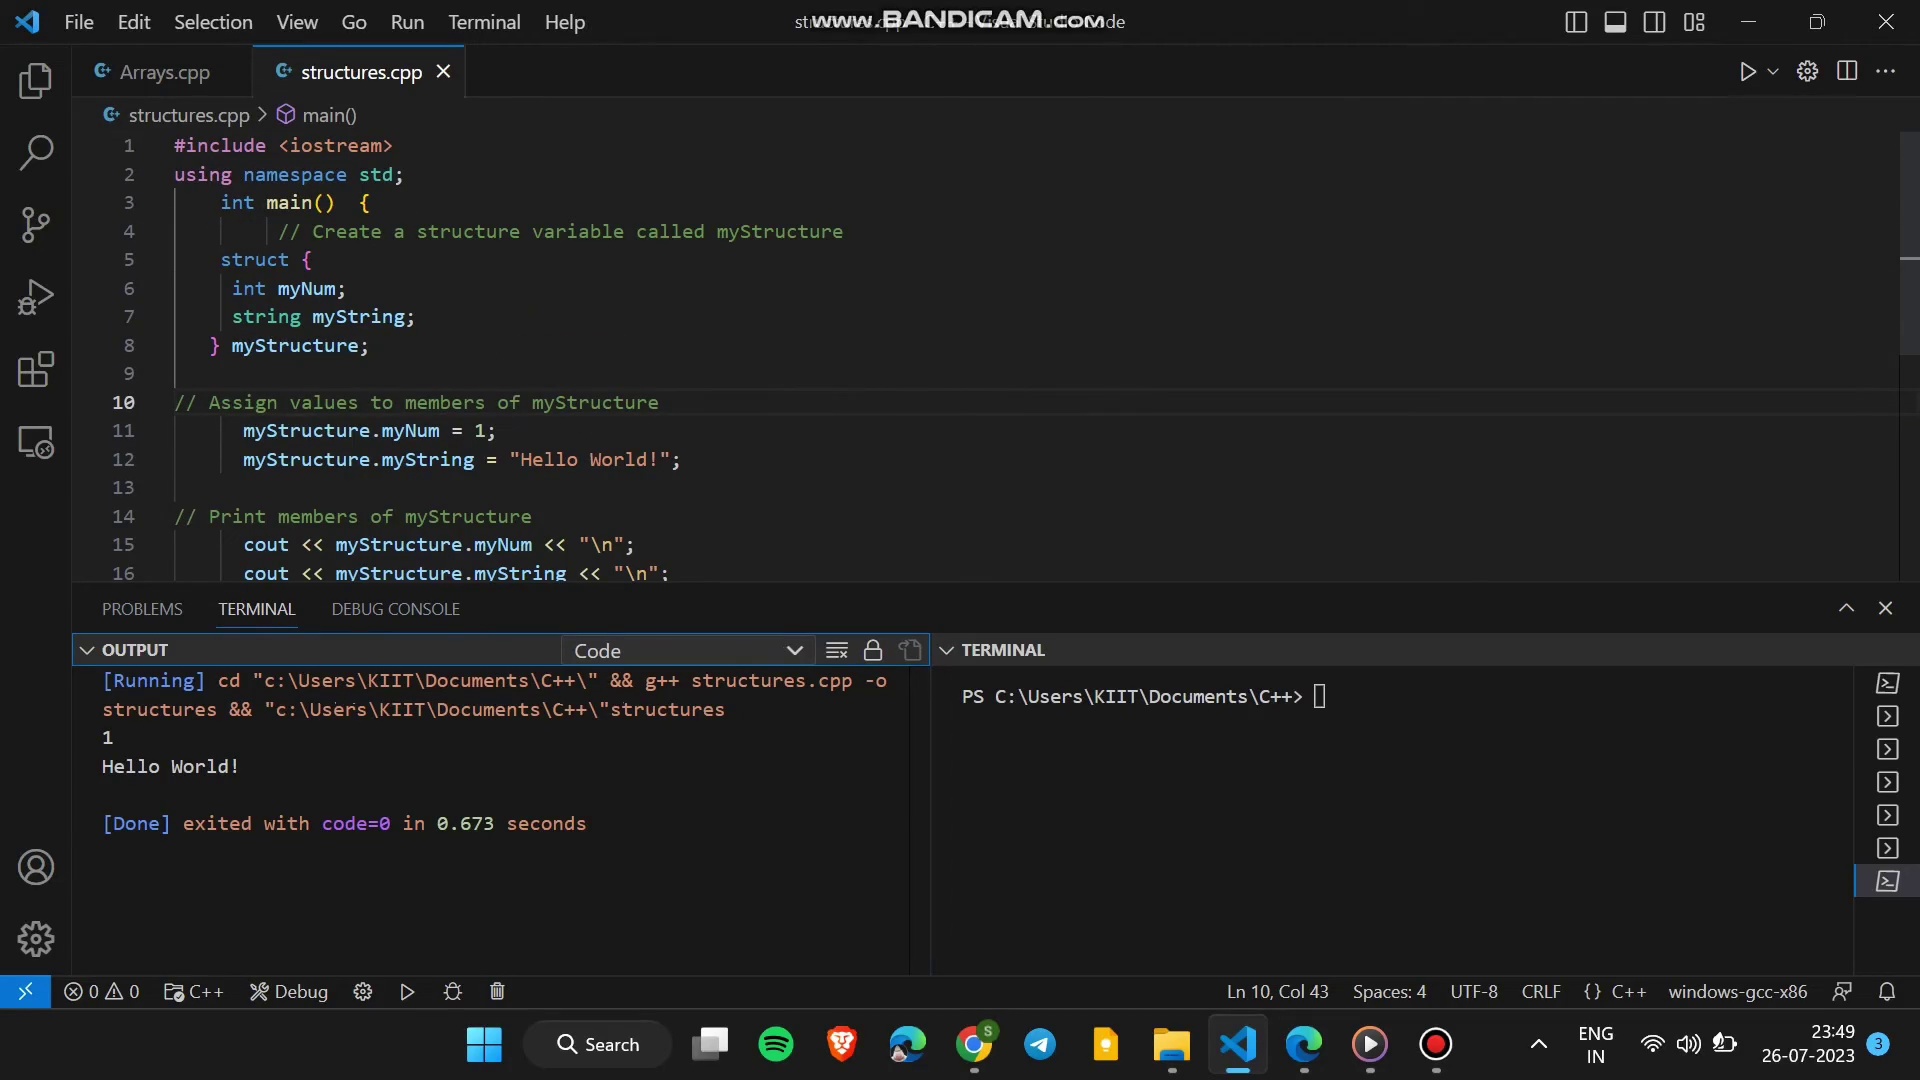 File Edit Selection View Go Run Terminal Help
www.BANDICAM.com
Arrays.cpp structures.cpp
structures.cpp > main()
1 #include <iostream>
2 using namespace std;
3 int main() {
4 // Create a structure variable called myStructure
5 struct {
6 int myNum;
7 string myString;
8 } myStructure;
9
10 // Assign values to members of myStructure
11 myStructure.myNum = 1;
12 myStructure.myString = "Hello World!";
13
14 // Print members of myStructure
15 cout << myStructure.myNum << "\n";
16 cout << myStructure.myString << "\n";
PROBLEMS TERMINAL DEBUG CONSOLE
OUTPUT Code TERMINAL
[Running] cd "c:\Users\KIIT\Documents\C++\" && g++ structures.cpp -o
structures && "c:\Users\KIIT\Documents\C++\"structures
1
Hello World!
[Done] exited with code=0 in 0.673 seconds
PS C:\Users\KIIT\Documents\C++>
0 0 C++ Debug Ln 10, Col 43 Spaces: 4 UTF-8 CRLF {} C++ windows-gcc-x86
Search S ENG
IN
23:49
26-07-2023
3